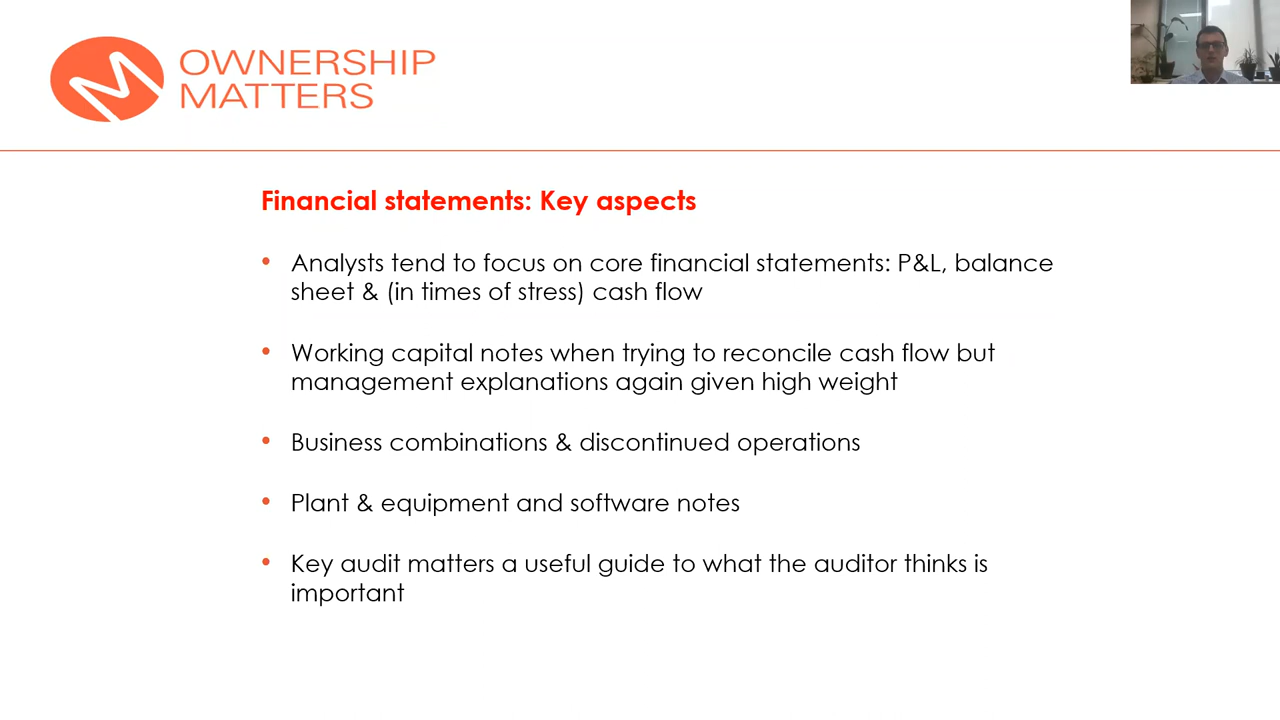 OWNERSHIP
MATTERS
Financial statements: Key aspects
• Analysts tend to focus on core financial statements: P&L, balance
sheet & (in times of stress) cash flow
• Working capital notes when trying to reconcile cash flow but
management explanations again given high weight
• Business combinations & discontinued operations
• Plant & equipment and software notes
• Key audit matters a useful guide to what the auditor thinks is
important